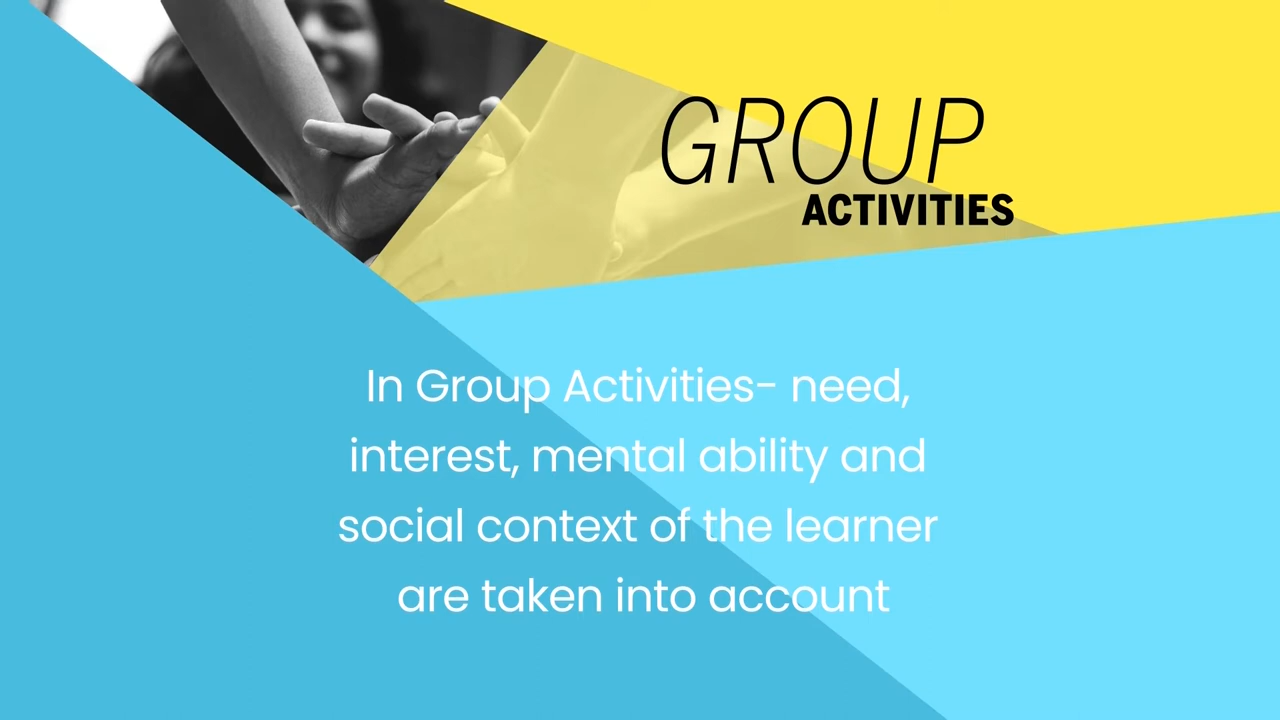 GROUP
ACTIVITIES
In Group Activities- need,
interest, mental ability and
social context of the learner
are taken into account